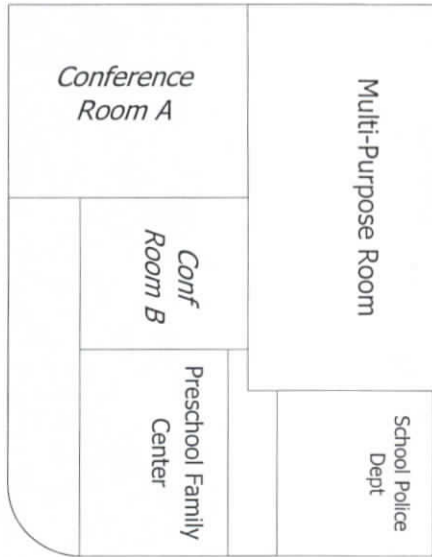 Conference
Room A
Multi-Purpose Room
Conf
Room B
Preschool Family
Center
School Police
Dept